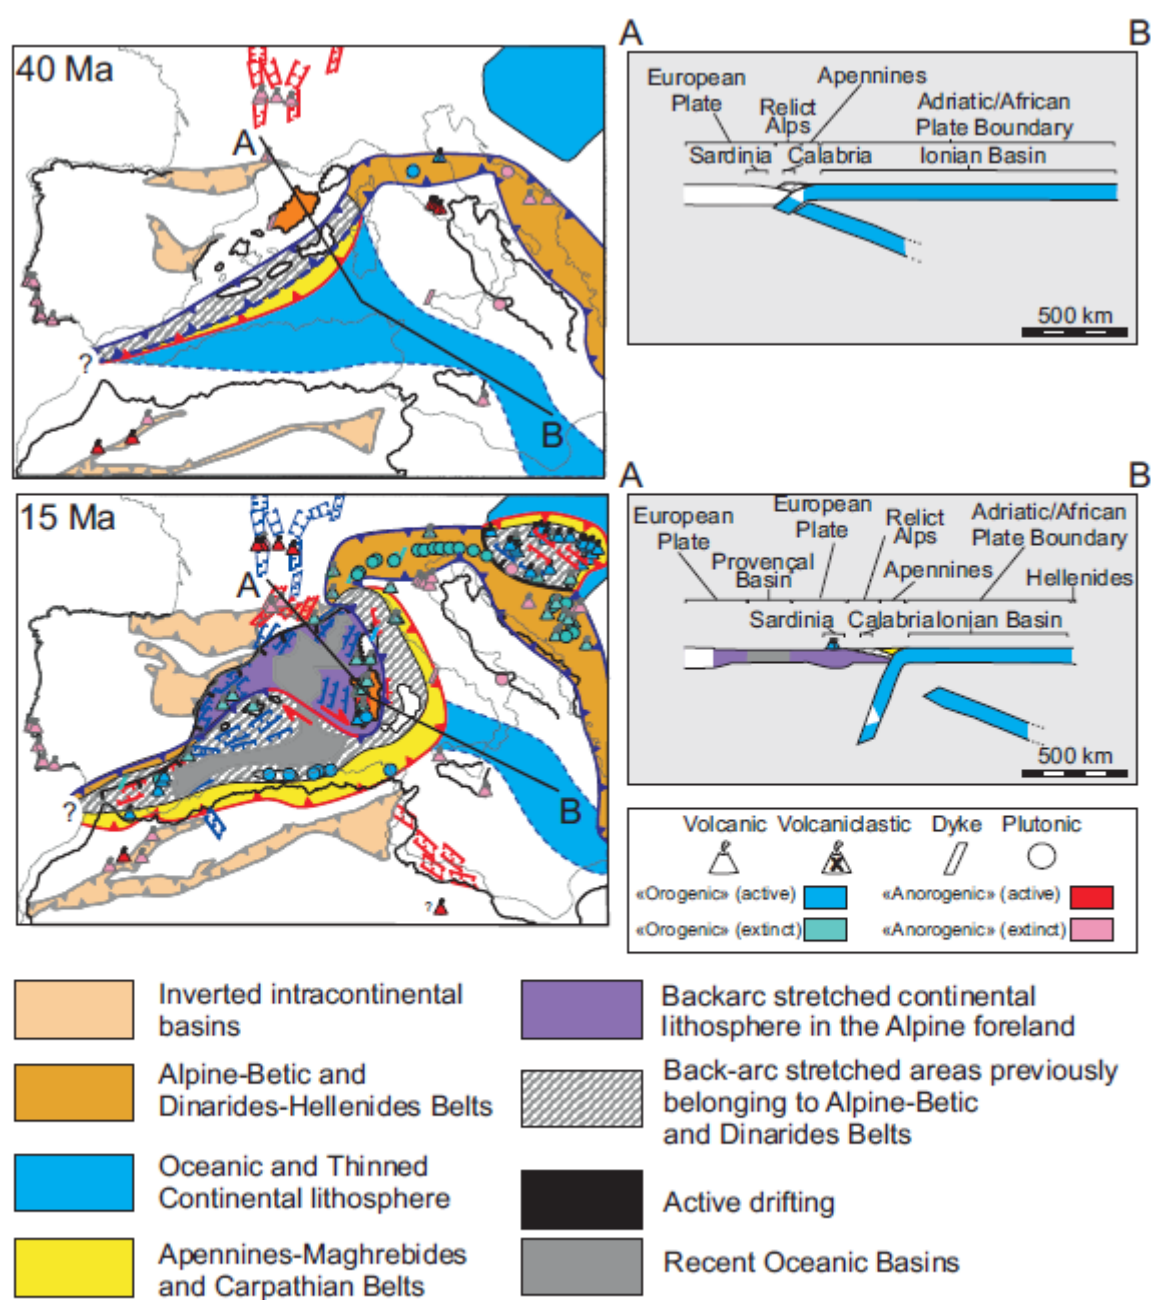 40 Ma
A
B
?
A
B
European
Plate
Apennines
Relict
Alps
Adriatic/African
Plate Boundary
Sardinia
Calabria
Ionian Basin
500 km
15 Ma
A
B
?
?
A
B
European
Plate
European
Plate
Relict
Alps
Adriatic/African
Plate Boundary
Provençal
Basin
Apennines
Hellenides
Sardinia
Calabria
Ionian Basin
500 km
Volcanic
Volcaniclastic
Dyke
Plutonic
«Orogenic» (active)
«Anorogenic» (active)
«Orogenic» (extinct)
«Anorogenic» (extinct)
Inverted intracontinental
basins
Alpine-Betic and
Dinarides-Hellenides Belts
Oceanic and Thinned
Continental lithosphere
Apennines-Maghrebides
and Carpathian Belts
Backarc stretched continental
lithosphere in the Alpine foreland
Back-arc stretched areas previously
belonging to Alpine-Betic
and Dinarides Belts
Active drifting
Recent Oceanic Basins